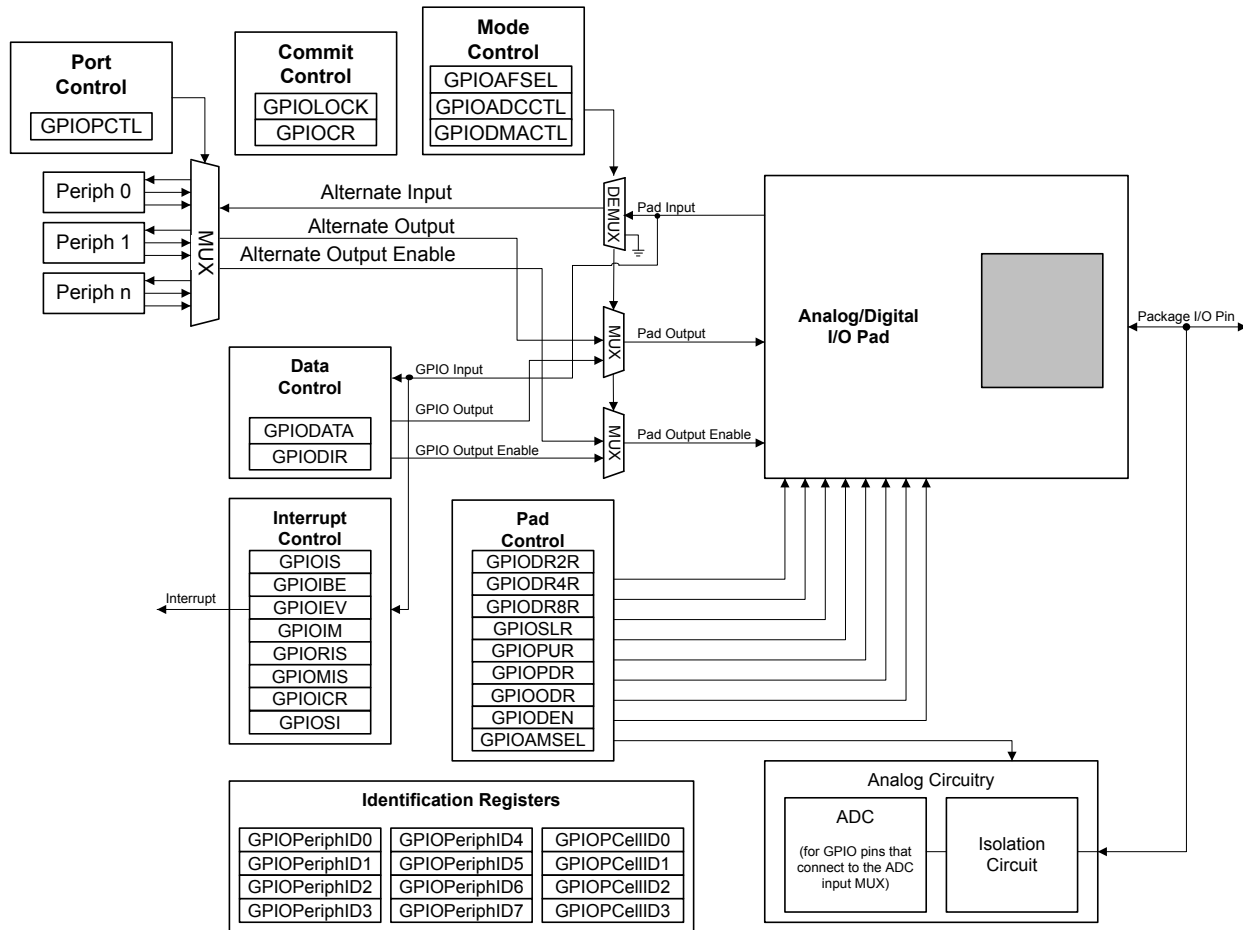 Port
Control
GPIOPCTL
Commit
Control
GPIOLOCK
GPIOCR
Mode
Control
GPIOAFSEL
GPIOADCCTL
GPIODMACTL
Periph 0
Periph 1
Periph n
MUX
Alternate Input
Alternate Output
Alternate Output Enable
DEMUX
Pad Input
MUX
Pad Output
MUX
Pad Output Enable
Analog/Digital
I/O Pad
Package I/O Pin
Data
Control
GPIODATA
GPIODIR
GPIO Input
GPIO Output
GPIO Output Enable
Interrupt
Control
GPIOIS
GPIOIBE
GPIOIEV
GPIOIM
GPIORIS
GPIOMIS
GPIOICR
GPIOSI
Interrupt
Pad
Control
GPIODR2R
GPIODR4R
GPIODR8R
GPIOSLR
GPIOPUR
GPIOPDR
GPIOODR
GPIODEN
GPIOAMSEL
Analog Circuitry
ADC
(for GPIO pins that
connect to the ADC
input MUX)
Isolation
Circuit
Identification Registers
GPIOPeriphID0
GPIOPeriphID1
GPIOPeriphID2
GPIOPeriphID3
GPIOPeriphID4
GPIOPeriphID5
GPIOPeriphID6
GPIOPeriphID7
GPIOPCellID0
GPIOPCellID1
GPIOPCellID2
GPIOPCellID3